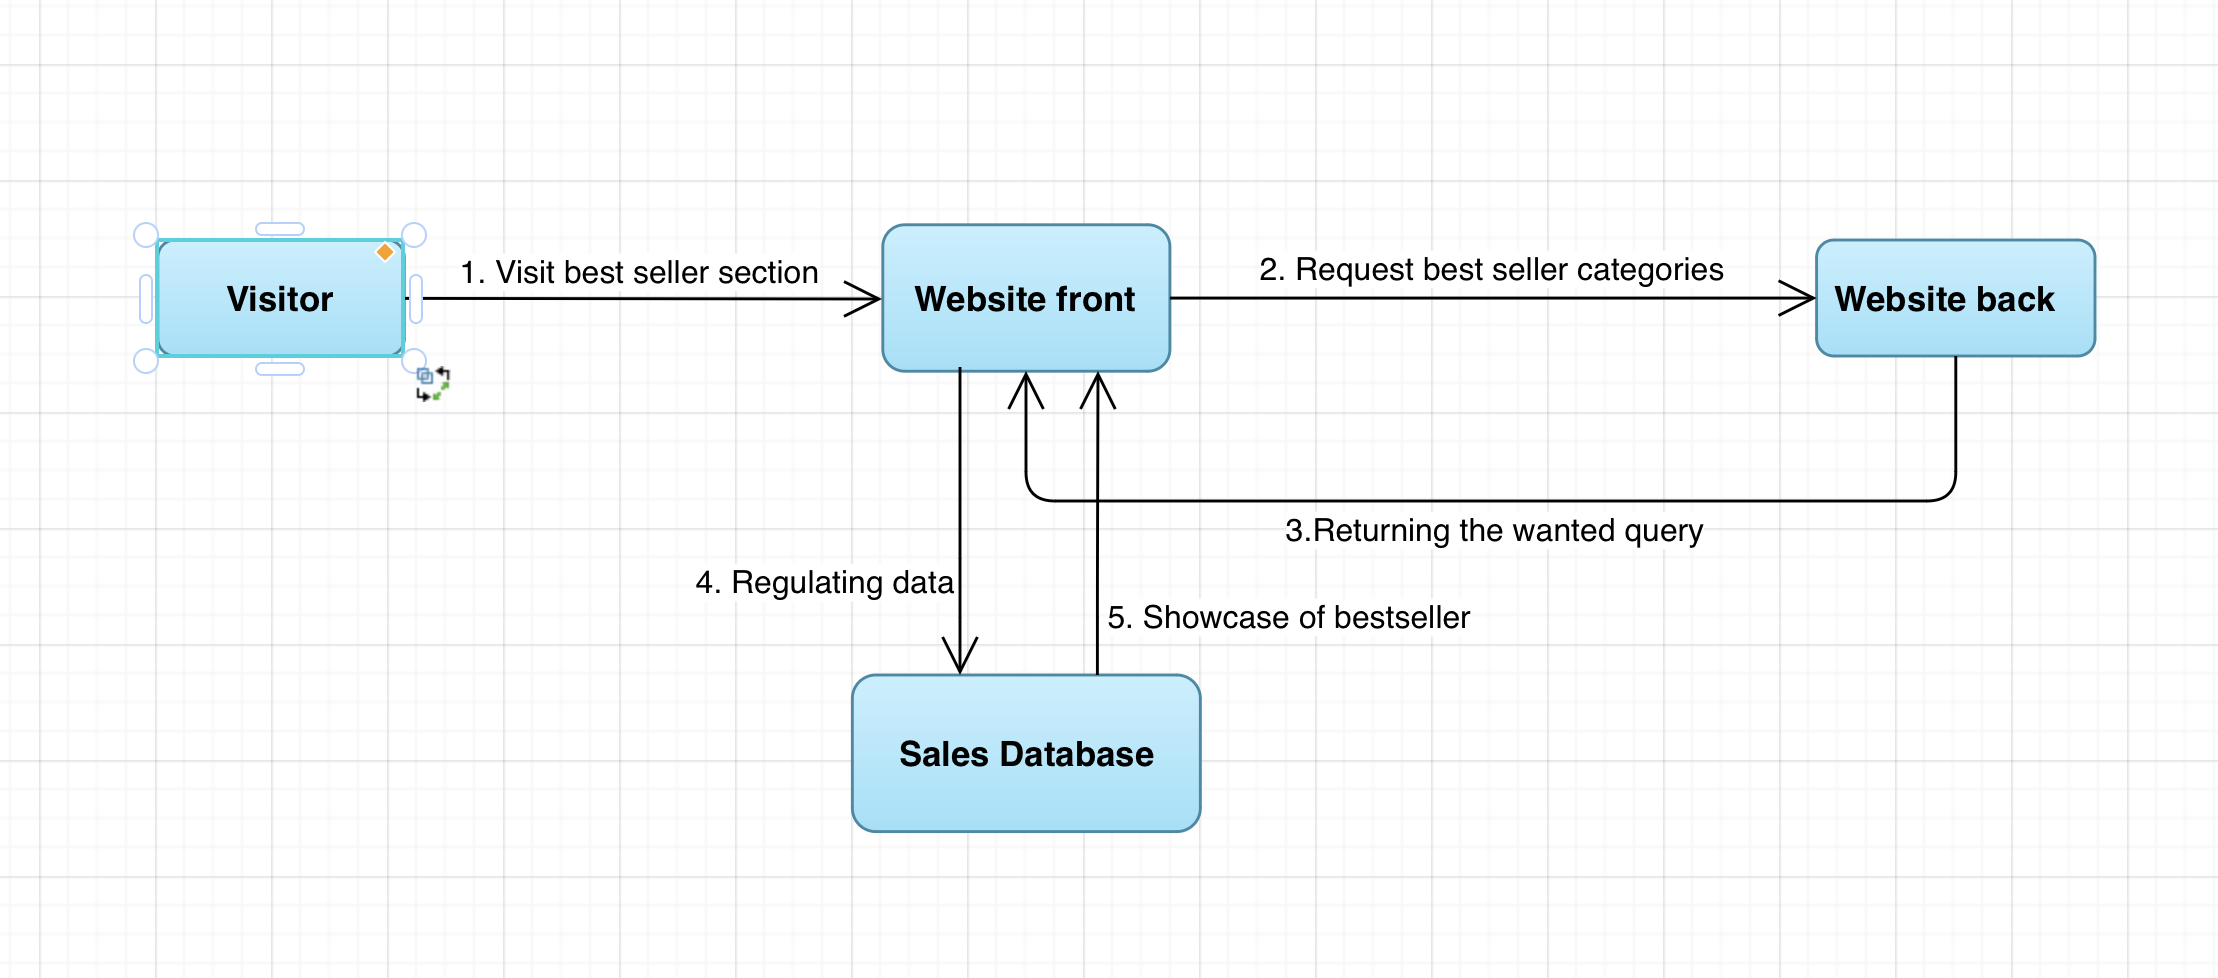 1. Visit best seller section
2. Request best seller categories
Visitor
Website front
Website back
3.Returning the wanted query
4. Regulating data
5. Showcase of bestseller
Sales Database